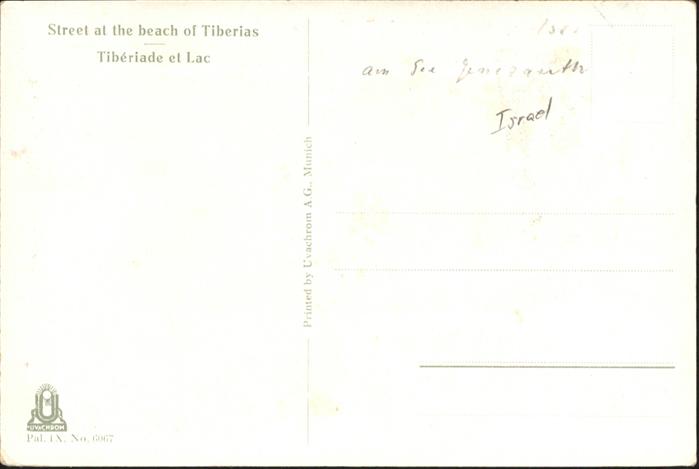 Street at the beach of Tiberias
Tibériade et Lac
am See Genezareth
Israel
Printed by Uvachrom A.G., Munich
UVACHROM
Pal. IX. No. 6067